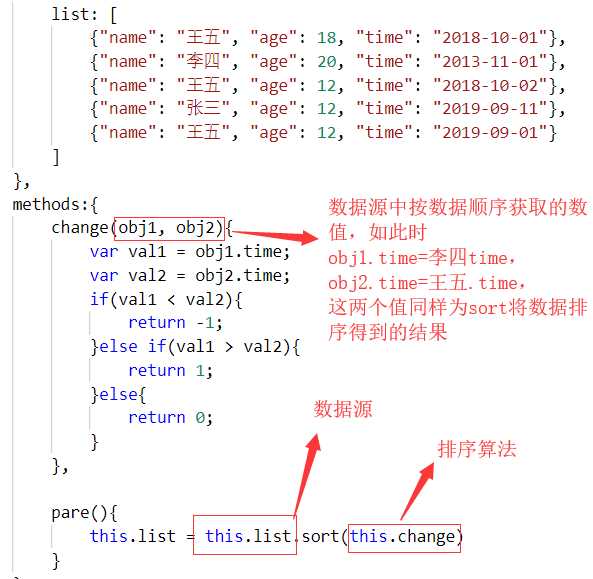 list: [
{"name": "王五", "age": 18, "time": "2018-10-01"},
{"name": "李四", "age": 20, "time": "2013-11-01"},
{"name": "王五", "age": 12, "time": "2018-10-02"},
{"name": "张三", "age": 12, "time": "2019-09-11"},
{"name": "王五", "age": 12, "time": "2019-09-01"}
]
},
methods:{
change(obj1, obj2){
var val1 = obj1.time;
var val2 = obj2.time;
if(val1 < val2){
return -1;
}else if(val1 > val2){
return 1;
}else{
return 0;
}
},
数据源中按数据顺序获取的数
值，如此时
obj1.time=李四time,
obj2.time=王五.time,
这两个值同样为sort将数据排
序得到的结果
数据源
排序算法
pare(){
this.list = this.list.sort(this.change)
}